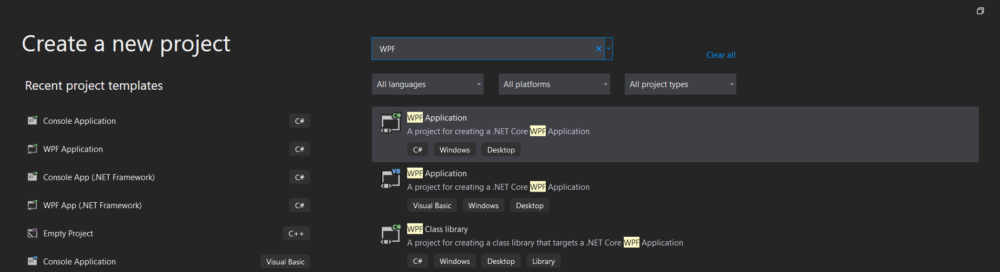 Create a new project
Recent project templates
Console Application C#
WPF Application C#
Console App (.NET Framework) C#
WPF App (.NET Framework) C#
Empty Project C++
Console Application Visual Basic
WPF
Clear all
All languages All platforms All project types
WPF Application
A project for creating a .NET Core WPF Application
C# Windows Desktop
WPF Application
A project for creating a .NET Core WPF Application
Visual Basic Windows Desktop
WPF Class library
A project for creating a class library that targets a .NET Core WPF Application
C# Windows Desktop Library